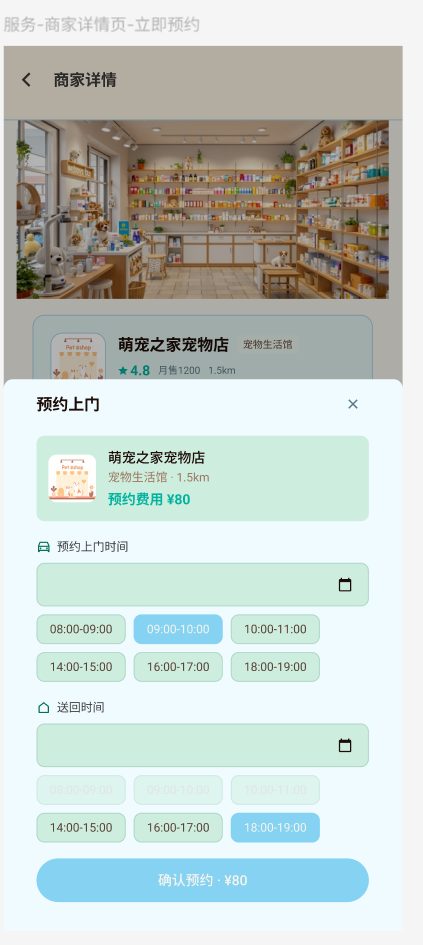 服务-商家详情页-立即预约
商家详情
Pet eshop
萌宠之家宠物店 宠物生活馆
4.8 月售1200 1.5km
预约上门
Pet eshop
萌宠之家宠物店
宠物生活馆 · 1.5km
预约费用 ¥80
预约上门时间
08:00-09:00 09:00-10:00 10:00-11:00
14:00-15:00 16:00-17:00 18:00-19:00
送回时间
08:00-09:00 09:00-10:00 10:00-11:00
14:00-15:00 16:00-17:00 18:00-19:00
确认预约 · ¥80